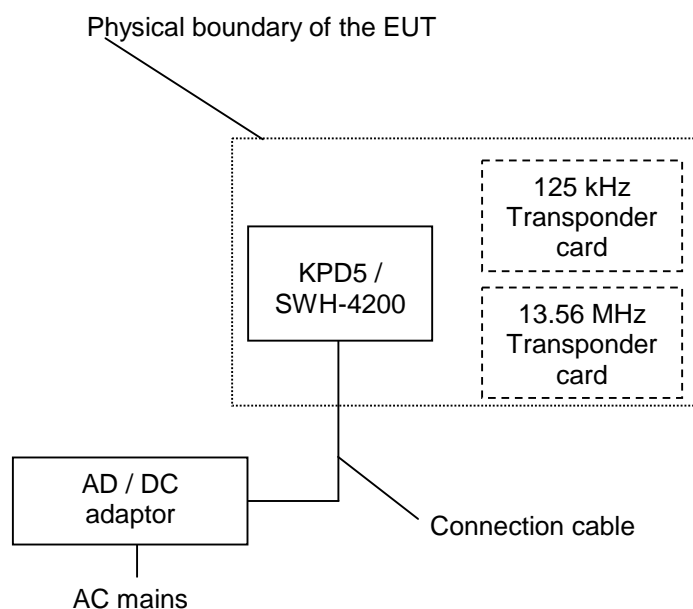 Physical boundary of the EUT
125 kHz
Transponder
card
KPD5 /
SWH-4200
13.56 MHz
Transponder
card
AD / DC
adaptor
Connection cable
AC mains